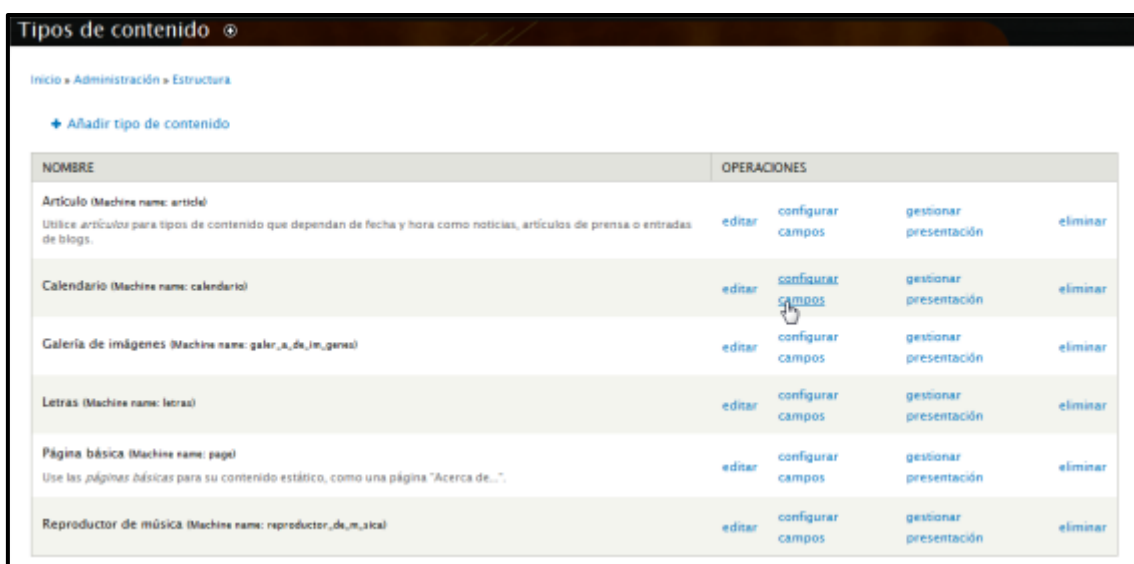 Tipos de contenido
Inicio » Administración » Estructura
+ Añadir tipo de contenido
NOMBRE OPERACIONES
Artículo (Machine name: article)
Utilice artículos para tipos de contenido que dependan de fecha y hora como noticias, artículos de prensa o entradas
de blogs.
editar configurar campos gestionar presentación eliminar
Calendario (Machine name: calendario)
editar configurar campos gestionar presentación eliminar
Galería de imágenes (Machine name: galer_a_de_im_genes)
editar configurar campos gestionar presentación eliminar
Letras (Machine name: letras)
editar configurar campos gestionar presentación eliminar
Página básica (Machine name: page)
Use las páginas básicas para su contenido estático, como una página "Acerca de...".
editar configurar campos gestionar presentación eliminar
Reproductor de música (Machine name: reproductor_de_m_sica)
editar configurar campos gestionar presentación eliminar